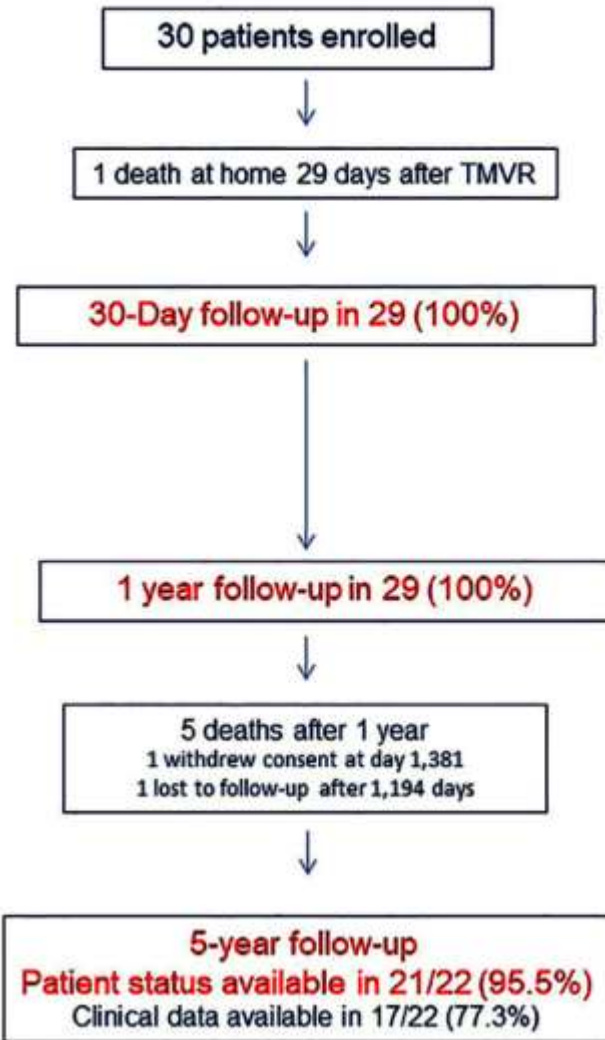 30 patients enrolled
1 death at home 29 days after TMVR
30-Day follow-up in 29 (100%)
1 year follow-up in 29 (100%)
5 deaths after 1 year
1 withdrew consent at day 1,381
1 lost to follow-up after 1,194 days
5-year follow-up
Patient status available in 21/22 (95.5%)
Clinical data available in 17/22 (77.3%)